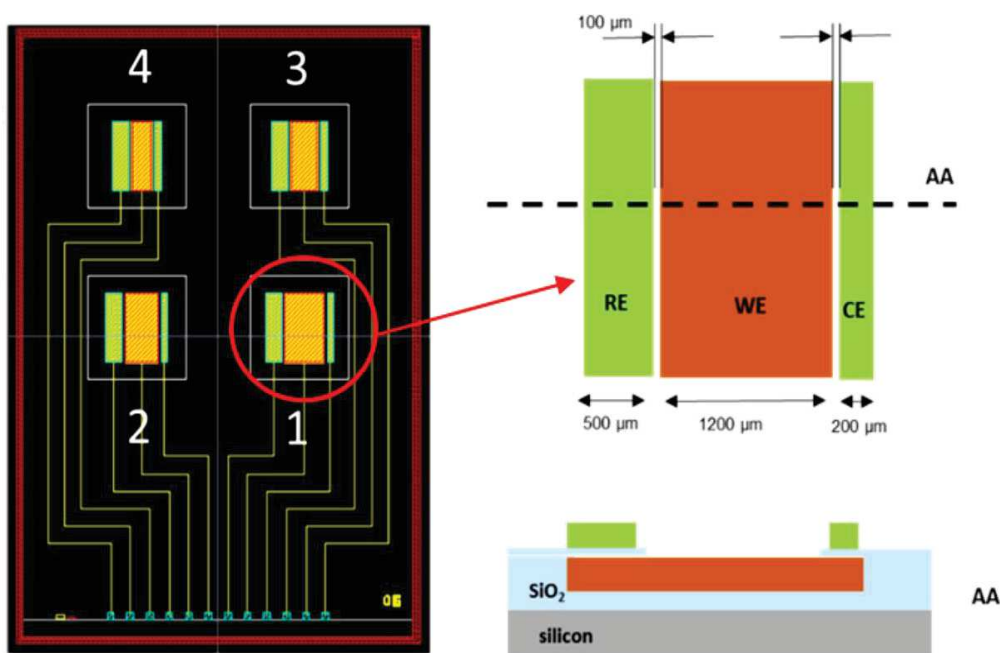 4
3
2
1
06
100 µm
AA
RE
WE
CE
500 µm
1200 µm
200 µm
SiO₂
silicon
AA